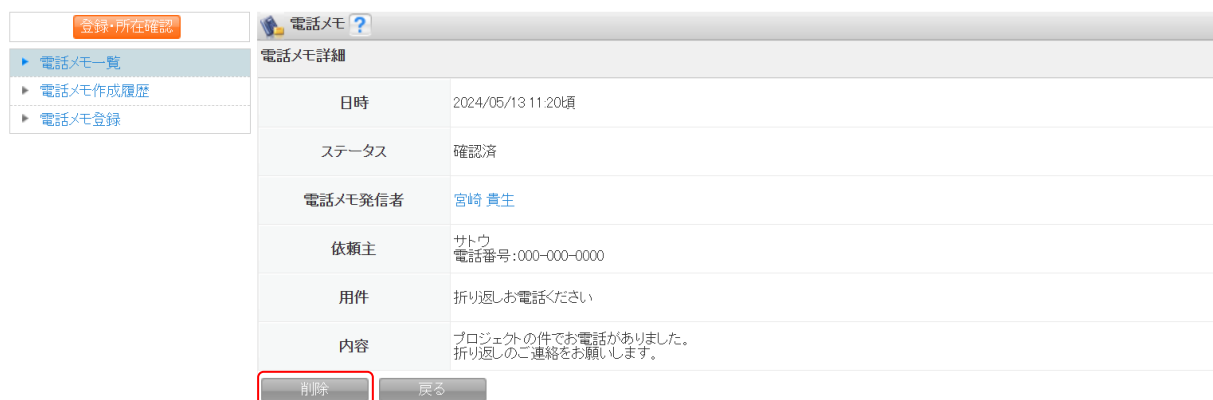 登録・所在確認
電話メモ一覧
電話メモ作成履歴
電話メモ登録
電話メモ ?
電話メモ詳細
日時 2024/05/13 11:20頃
ステータス 確認済
電話メモ発信者 宮崎 貴生
依頼主 サトウ
電話番号:000-000-0000
用件 折り返しお電話ください
内容 プロジェクトの件でお電話がありました。
折り返しのご連絡をお願いします。
削除 戻る